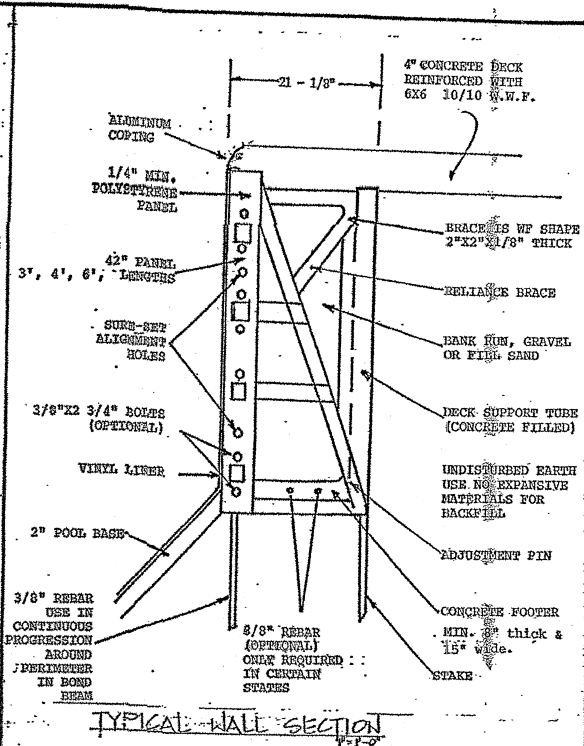 21 - 1/8"
4" CONCRETE DECK
REINFORCED WITH
6X6 10/10 W.W.F.
ALUMINUM
COPING
1/4" MIN.
POLYSTYRENE
PANEL
BRACE IS WF SHAPE
2"X2"X1/8" THICK
42" PANEL
3', 4', 6', LENGTHS
RELIANCE BRACE
SURE-SET
ALIGNMENT
HOLES
BANK RUN, GRAVEL
OR FILL SAND
3/8"X2 3/4" BOLTS
(OPTIONAL)
DECK SUPPORT TUBE
(CONCRETE FILLED)
VINYL LINER
UNDISTURBED EARTH
USE NO EXPANSIVE
MATERIALS FOR
BACKFILL
2" POOL BASE
ADJUSTMENT PIN
3/8" REBAR
USE IN
CONTINUOUS
PROGRESSION
AROUND
PERIMETER
IN BOND
BEAM
REBAR
(OPTIONAL)
ONLY REQUIRED
IN CERTAIN
STATES
CONCRETE FOOTER
MIN. 8" thick &
15" wide.
STAKE
TYPICAL WALL SECTION